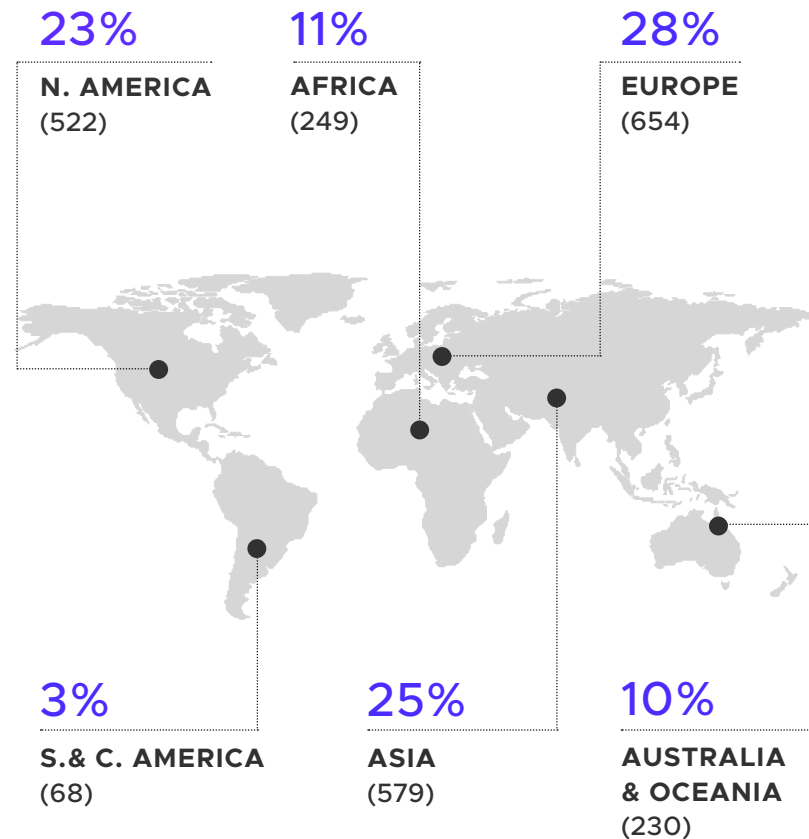 23%
N. AMERICA
(522)
11%
AFRICA
(249)
28%
EUROPE
(654)
3%
S.& C. AMERICA
(68)
25%
ASIA
(579)
10%
AUSTRALIA
& OCEANIA
(230)